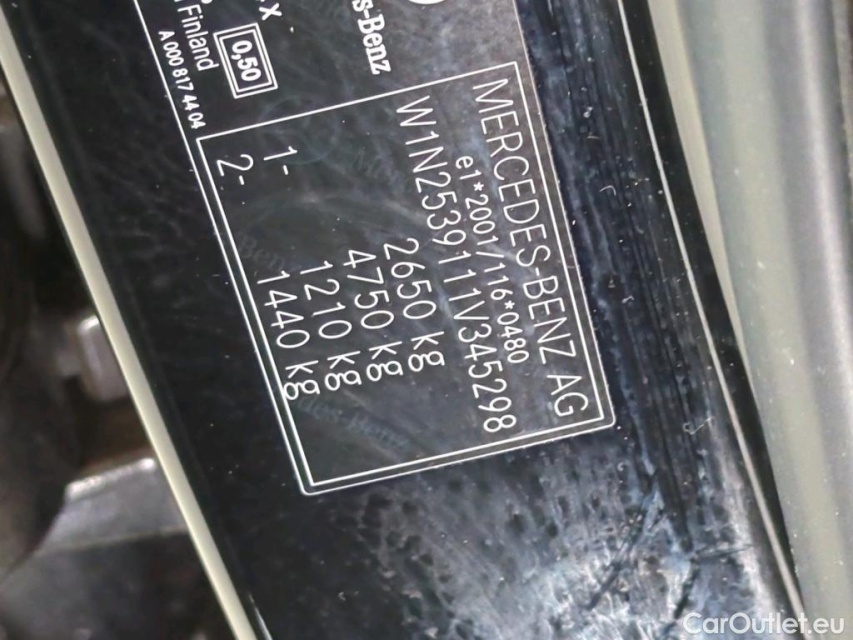 MERCEDES-BENZ AG
e1*2001/116*0480
W1N2539111V345298
2650 kg
4750 kg
1- 1210 kg
2- 1440 kg
s-Benz
x
0,50
Finland
A 000 817 44 04
CarOutlet.eu